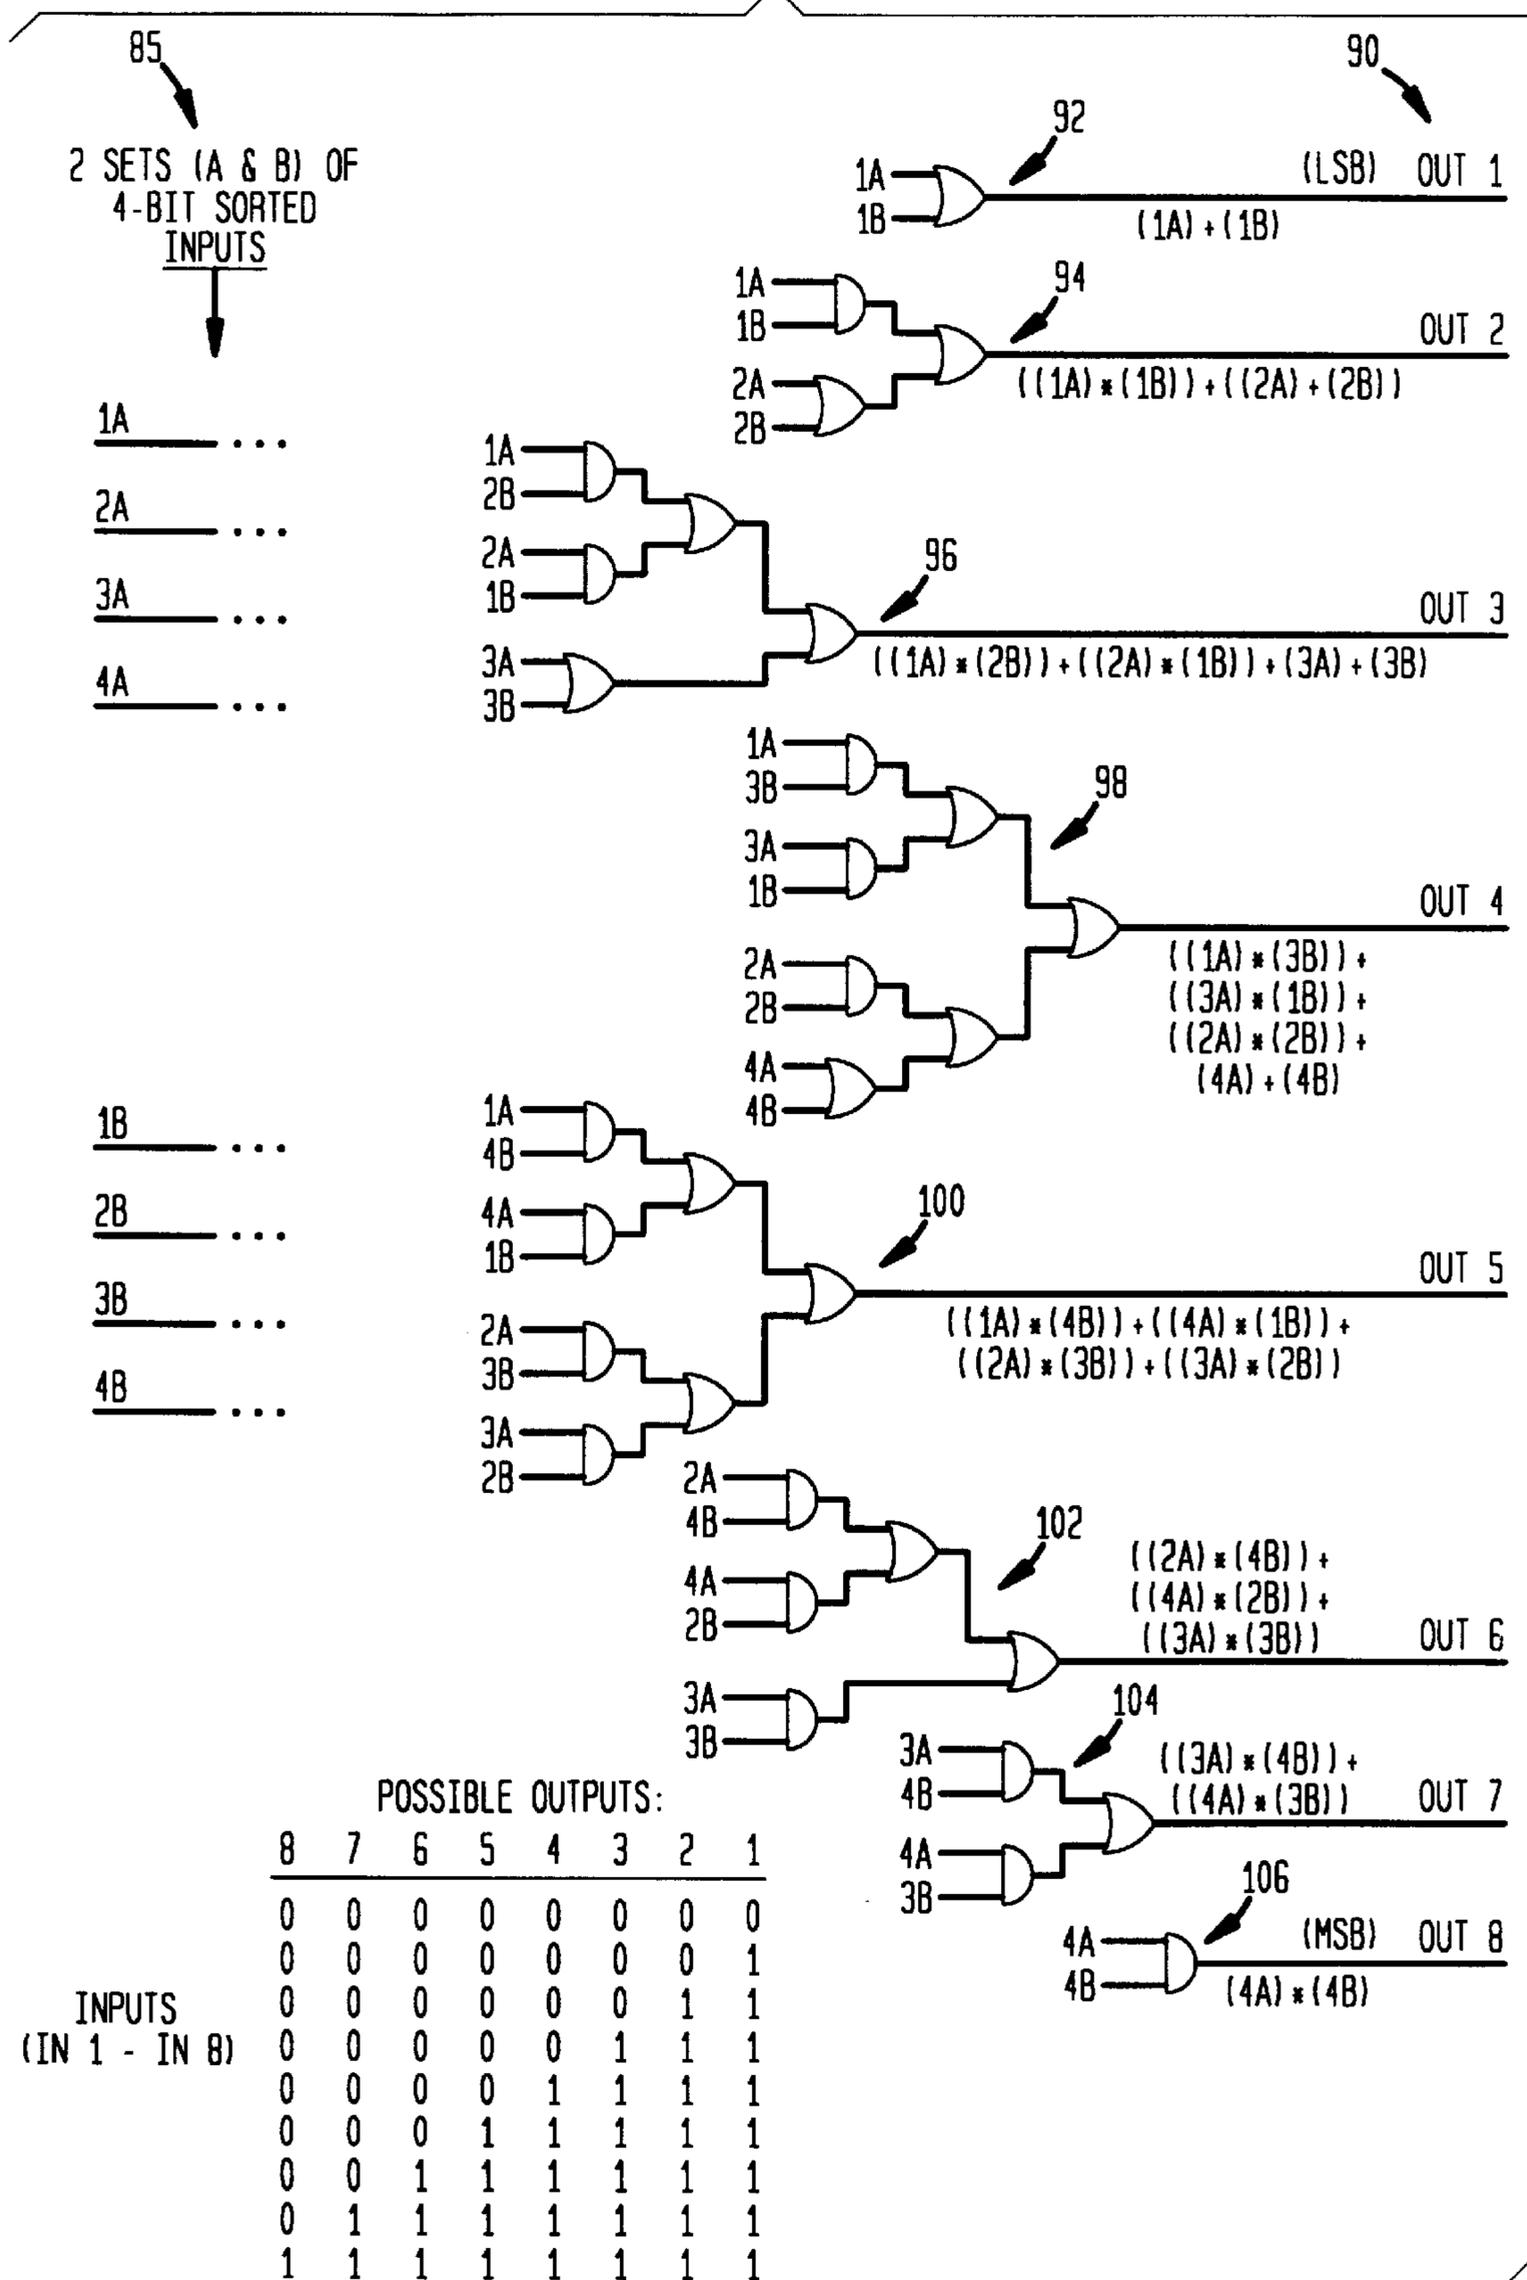 85
90
2 SETS (A & B) OF
4-BIT SORTED
INPUTS
92
1A
1B
(LSB) OUT 1
(1A)+(1B)
94
1A
1B
2A
2B
OUT 2
((1A)*(1B))+((2A)+(2B))
1A
2A
3A
4A
96
1A
2B
2A
1B
3A
3B
OUT 3
((1A)*(2B))+((2A)*(1B))+(3A)+(3B)
98
1A
3B
3A
1B
2A
2B
4A
4B
OUT 4
((1A)*(3B))+
((3A)*(1B))+
((2A)*(2B))+
(4A)+(4B)
1B
2B
3B
4B
100
1A
4B
4A
1B
2A
3B
3A
2B
OUT 5
((1A)*(4B))+((4A)*(1B))+
((2A)*(3B))+((3A)*(2B))
102
2A
4B
4A
2B
3A
3B
((2A)*(4B))+
((4A)*(2B))+
((3A)*(3B))
OUT 6
104
3A
4B
4A
3B
((3A)*(4B))+
((4A)*(3B))
OUT 7
106
4A
4B
(MSB) OUT 8
(4A)*(4B)
POSSIBLE OUTPUTS:
8 7 6 5 4 3 2 1
0 0 0 0 0 0 0 0
0 0 0 0 0 0 0 1
0 0 0 0 0 0 1 1
0 0 0 0 0 1 1 1
0 0 0 0 1 1 1 1
0 0 0 1 1 1 1 1
0 0 1 1 1 1 1 1
0 1 1 1 1 1 1 1
1 1 1 1 1 1 1 1
INPUTS
(IN 1 - IN 8)